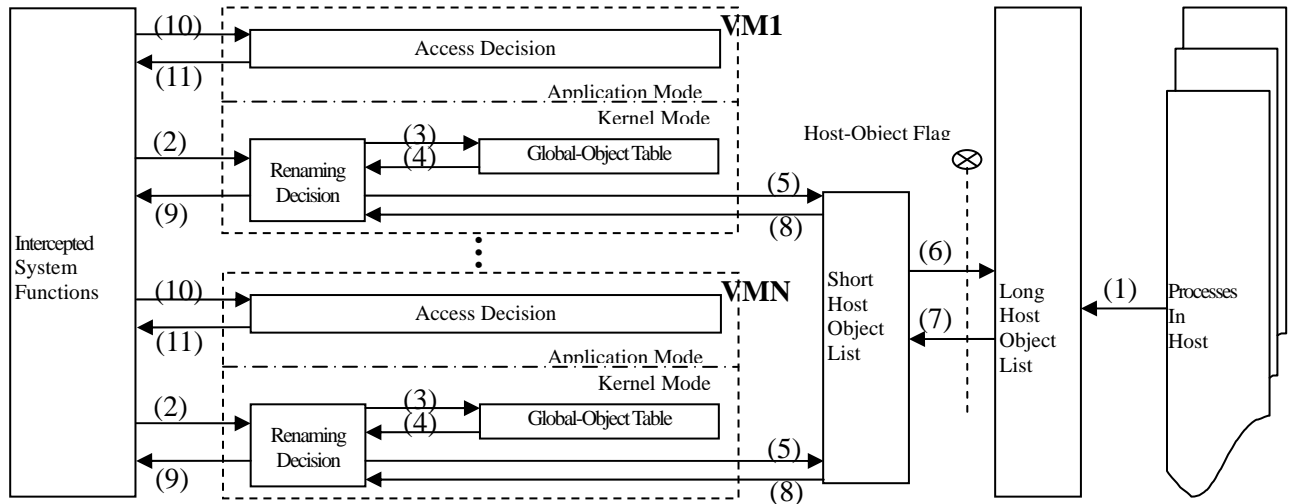 (10)
VM1
Access Decision
(11)
Application Mode
Kernel Mode
(2)
(3)
(4)
Global-Object Table
Renaming
Decision
(5)
(9)
(8)
Host-Object Flag
Intercepted
System
Functions
(6)
(7)
Short
Host
Object
List
Long
Host
Object
List
(1)
Processes
In
Host
(10)
VMN
Access Decision
(11)
Application Mode
Kernel Mode
(2)
(3)
(4)
Global-Object Table
Renaming
Decision
(5)
(9)
(8)